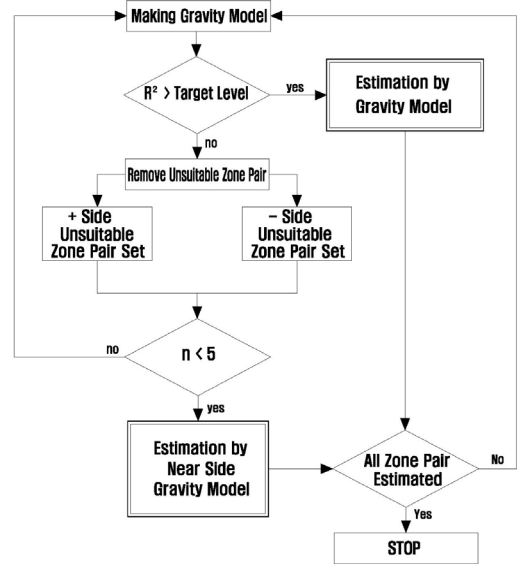 Making Gravity Model
R² > Target Level
yes
Estimation by
Gravity Model
no
Remove Unsuitable Zone Pair
+ Side
Unsuitable
Zone Pair Set
- Side
Unsuitable
Zone Pair Set
no
n < 5
yes
Estimation by
Near Side
Gravity Model
All Zone Pair
Estimated
No
Yes
STOP